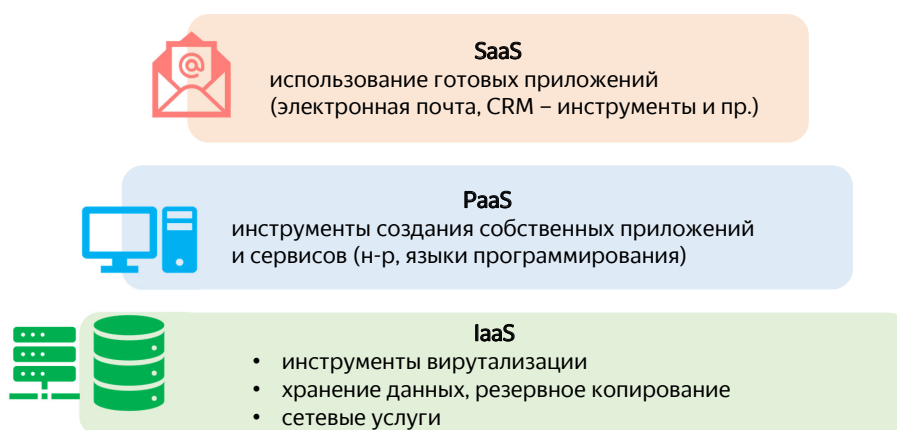 @
SaaS
использование готовых приложений
(электронная почта, CRM – инструменты и пр.)
PaaS
инструменты создания собственных приложений
и сервисов (н-р, языки программирования)
IaaS
• инструменты вирутализации
• хранение данных, резервное копирование
• сетевые услуги